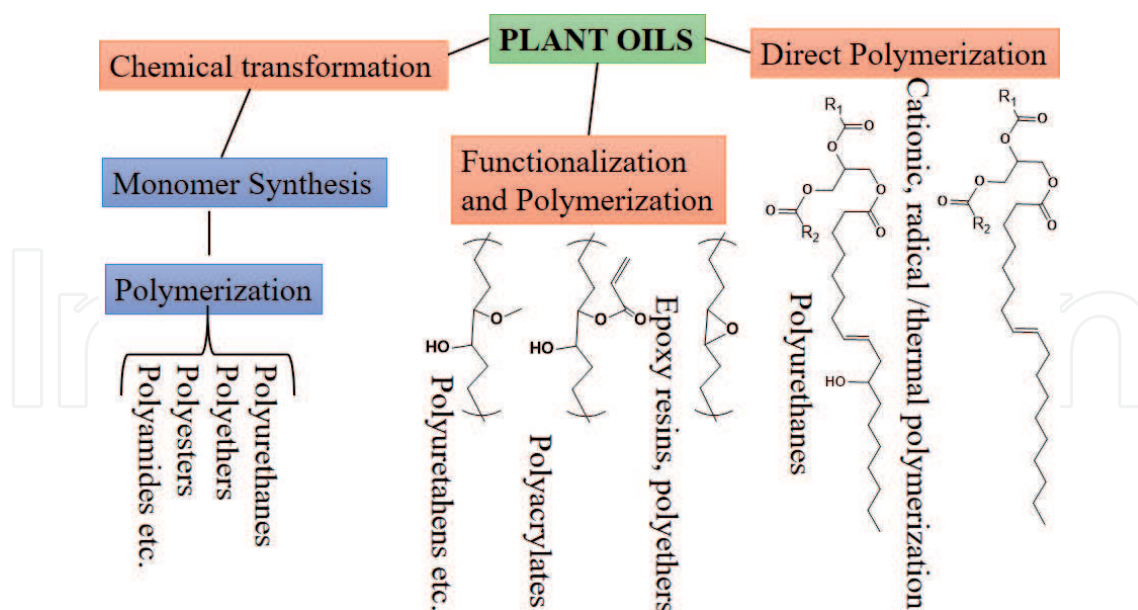 PLANT OILS
Chemical transformation
Direct Polymerization
Functionalization
and Polymerization
Monomer Synthesis
Polymerization
Polyamides etc.
Polyesters
Polyethers
Polyurethanes
HO
O
Polyuretahens etc.
HO
O
O
Polyacrylates
Epoxy resins, polyethers
O
Polyurethanes
R1
O
O
O
O
O
R2
O
HO
Cationic, radical /thermal polymerization
R1
O
O
O
O
O
R2
O